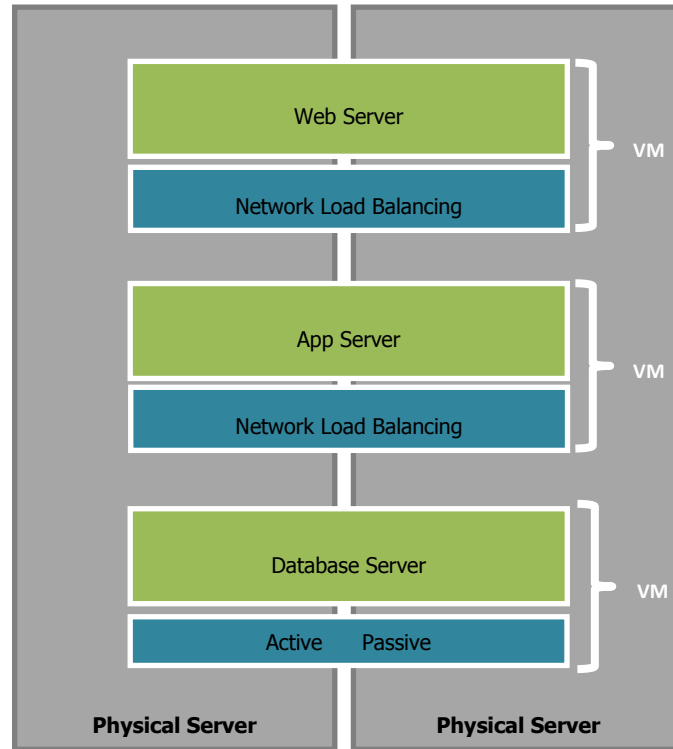 Web Server
VM
Network Load Balancing
App Server
VM
Network Load Balancing
Database Server
VM
Active Passive
Physical Server
Physical Server